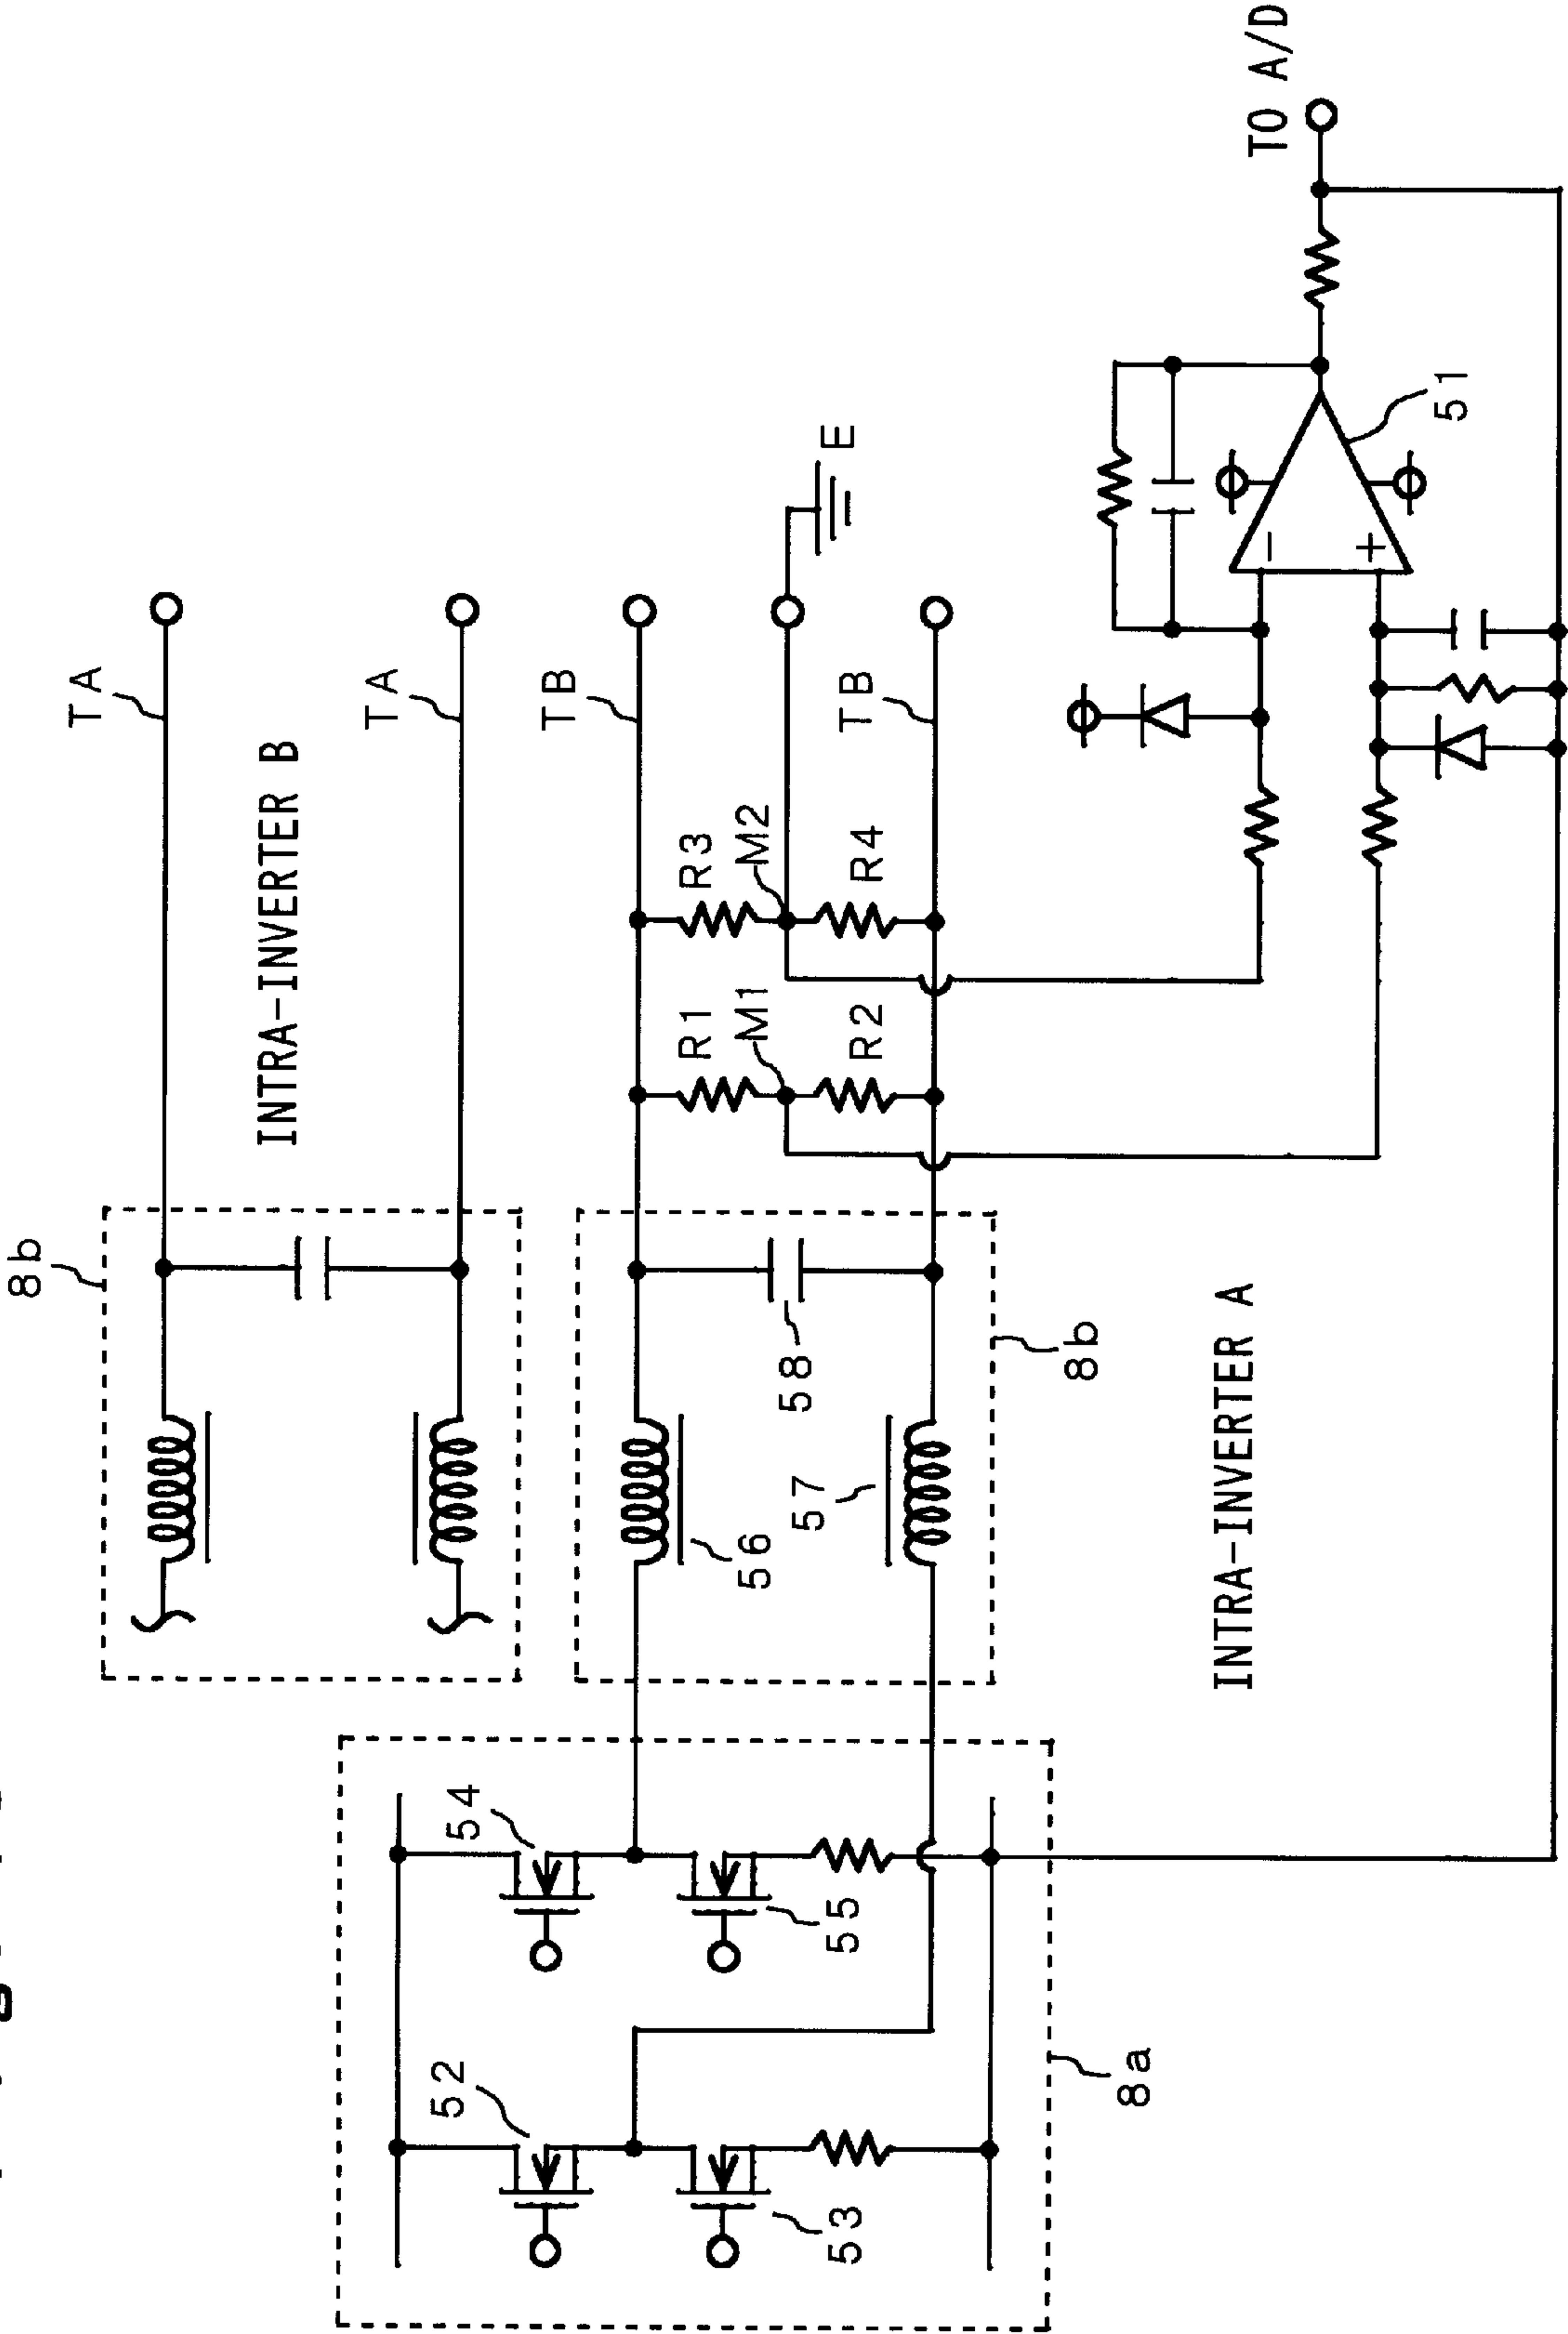 8b
TA
INTRA-INVERTER B
TA
54
56
TB
52
R1
R3
M1
M2
E
58
57
R2
R4
TB
55
53
8b
8a
INTRA-INVERTER A
TO A/D
−
+
51